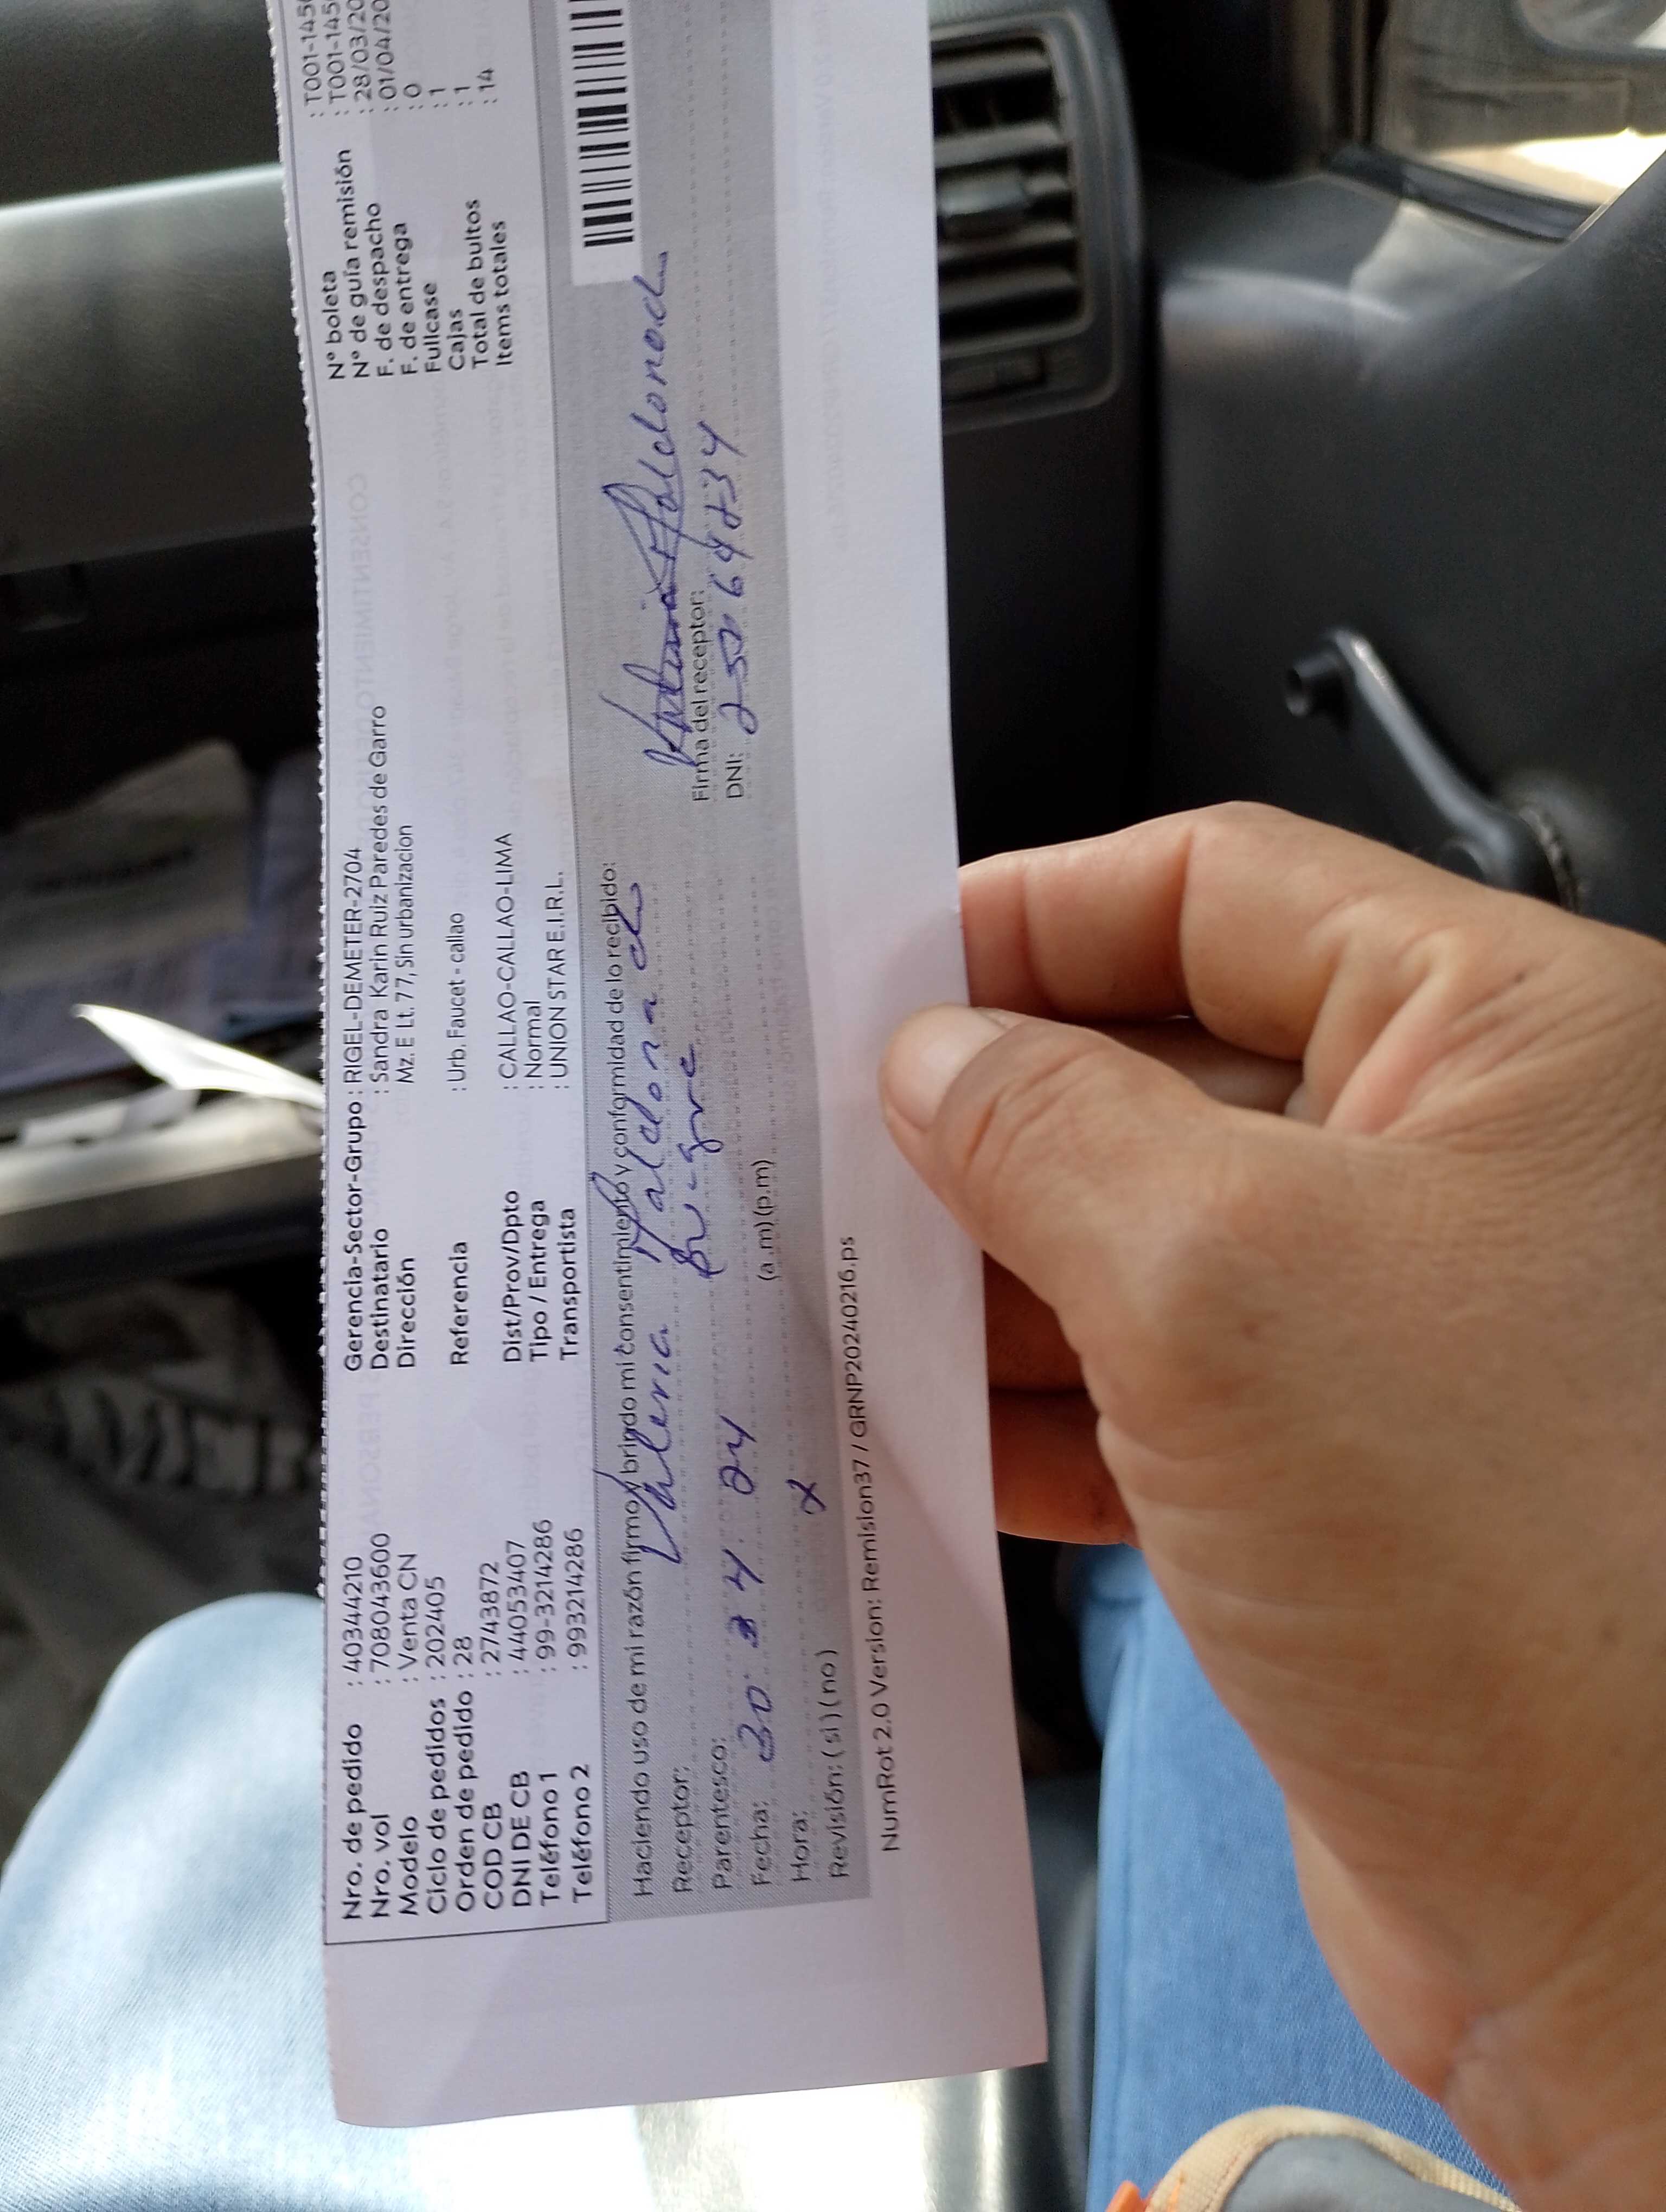 Nro. de pedido : 40344210
Nro. vol : 708043600
Modelo : Venta CN
Ciclo de pedidos : 202405
Orden de pedido : 28
COD CB : 2743872
DNI DE CB : 44053407
Teléfono 1 : 99-3214286
Teléfono 2 : 993214286
Gerencia-Sector-Grupo : RIGEL-DEMETER-2704
Destinatario : Sandra Karin Ruiz Paredes de Garro
Dirección Mz. E Lt. 77, Sin urbanizacion
Referencia : Urb. Faucet - callao
Dist/Prov/Dpto : CALLAO-CALLAO-LIMA
Tipo / Entrega : Normal
Transportista : UNION STAR E.I.R.L.
N° boleta : T001-145
N° de guía remisión : T001-145
F. de despacho : 28/03/20
F. de entrega : 01/04/20
Fullcase : 0
Cajas : 1
Total de bultos : 1
Items totales : 14
Haciendo uso de mi razón firmo y brindo mi consentimiento y conformidad de lo recibido:
Receptor: Valeria Maldonado
Parentesco:
Fecha: 30 4. 24
Hora: (a.m) (p.m)
Revisión: ( si ) ( no )
Maldonado
Firma del receptor:
DNI:
NumRot 2.0 Version: Remision37 / GRNP20240216.ps